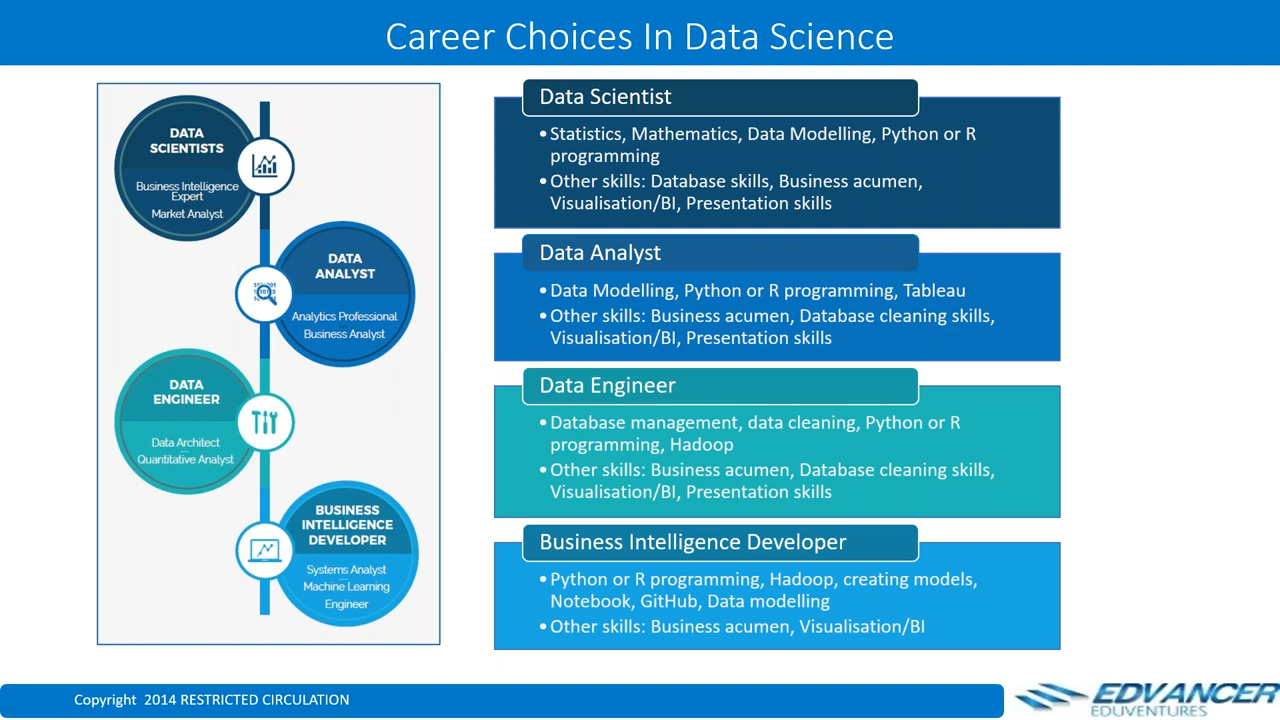 Career Choices In Data Science
DATA
SCIENTISTS
Business Intelligence
Expert
Market Analyst
DATA
ANALYST
Analytics Professional
Business Analyst
DATA
ENGINEER
Data Architect
Quantitative Analyst
BUSINESS
INTELLIGENCE
DEVELOPER
Systems Analyst
Machine Learning
Engineer
Data Scientist
•Statistics, Mathematics, Data Modelling, Python or R
programming
•Other skills: Database skills, Business acumen,
Visualisation/BI, Presentation skills
Data Analyst
•Data Modelling, Python or R programming, Tableau
•Other skills: Business acumen, Database cleaning skills,
Visualisation/BI, Presentation skills
Data Engineer
•Database management, data cleaning, Python or R
programming, Hadoop
•Other skills: Business acumen, Database cleaning skills,
Visualisation/BI, Presentation skills
Business Intelligence Developer
•Python or R programming, Hadoop, creating models,
Notebook, GitHub, Data modelling
•Other skills: Business acumen, Visualisation/BI
Copyright 2014 RESTRICTED CIRCULATION
EDVANCER
EDUVENTURES